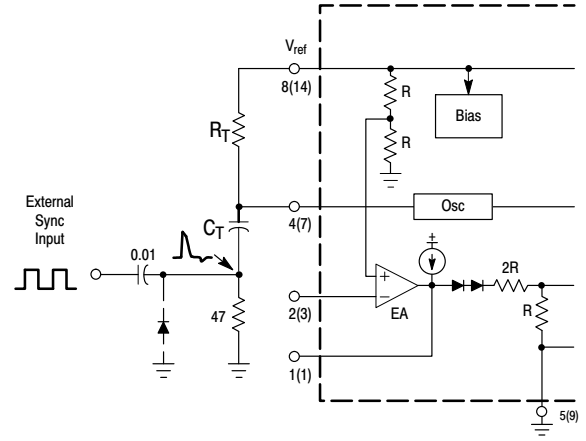 V_ref
8(14)
R
Bias
R_T
R
External
Sync
Input
4(7)
Osc
C_T
0.01
+
2R
47
2(3)
+
−
EA
R
1(1)
5(9)